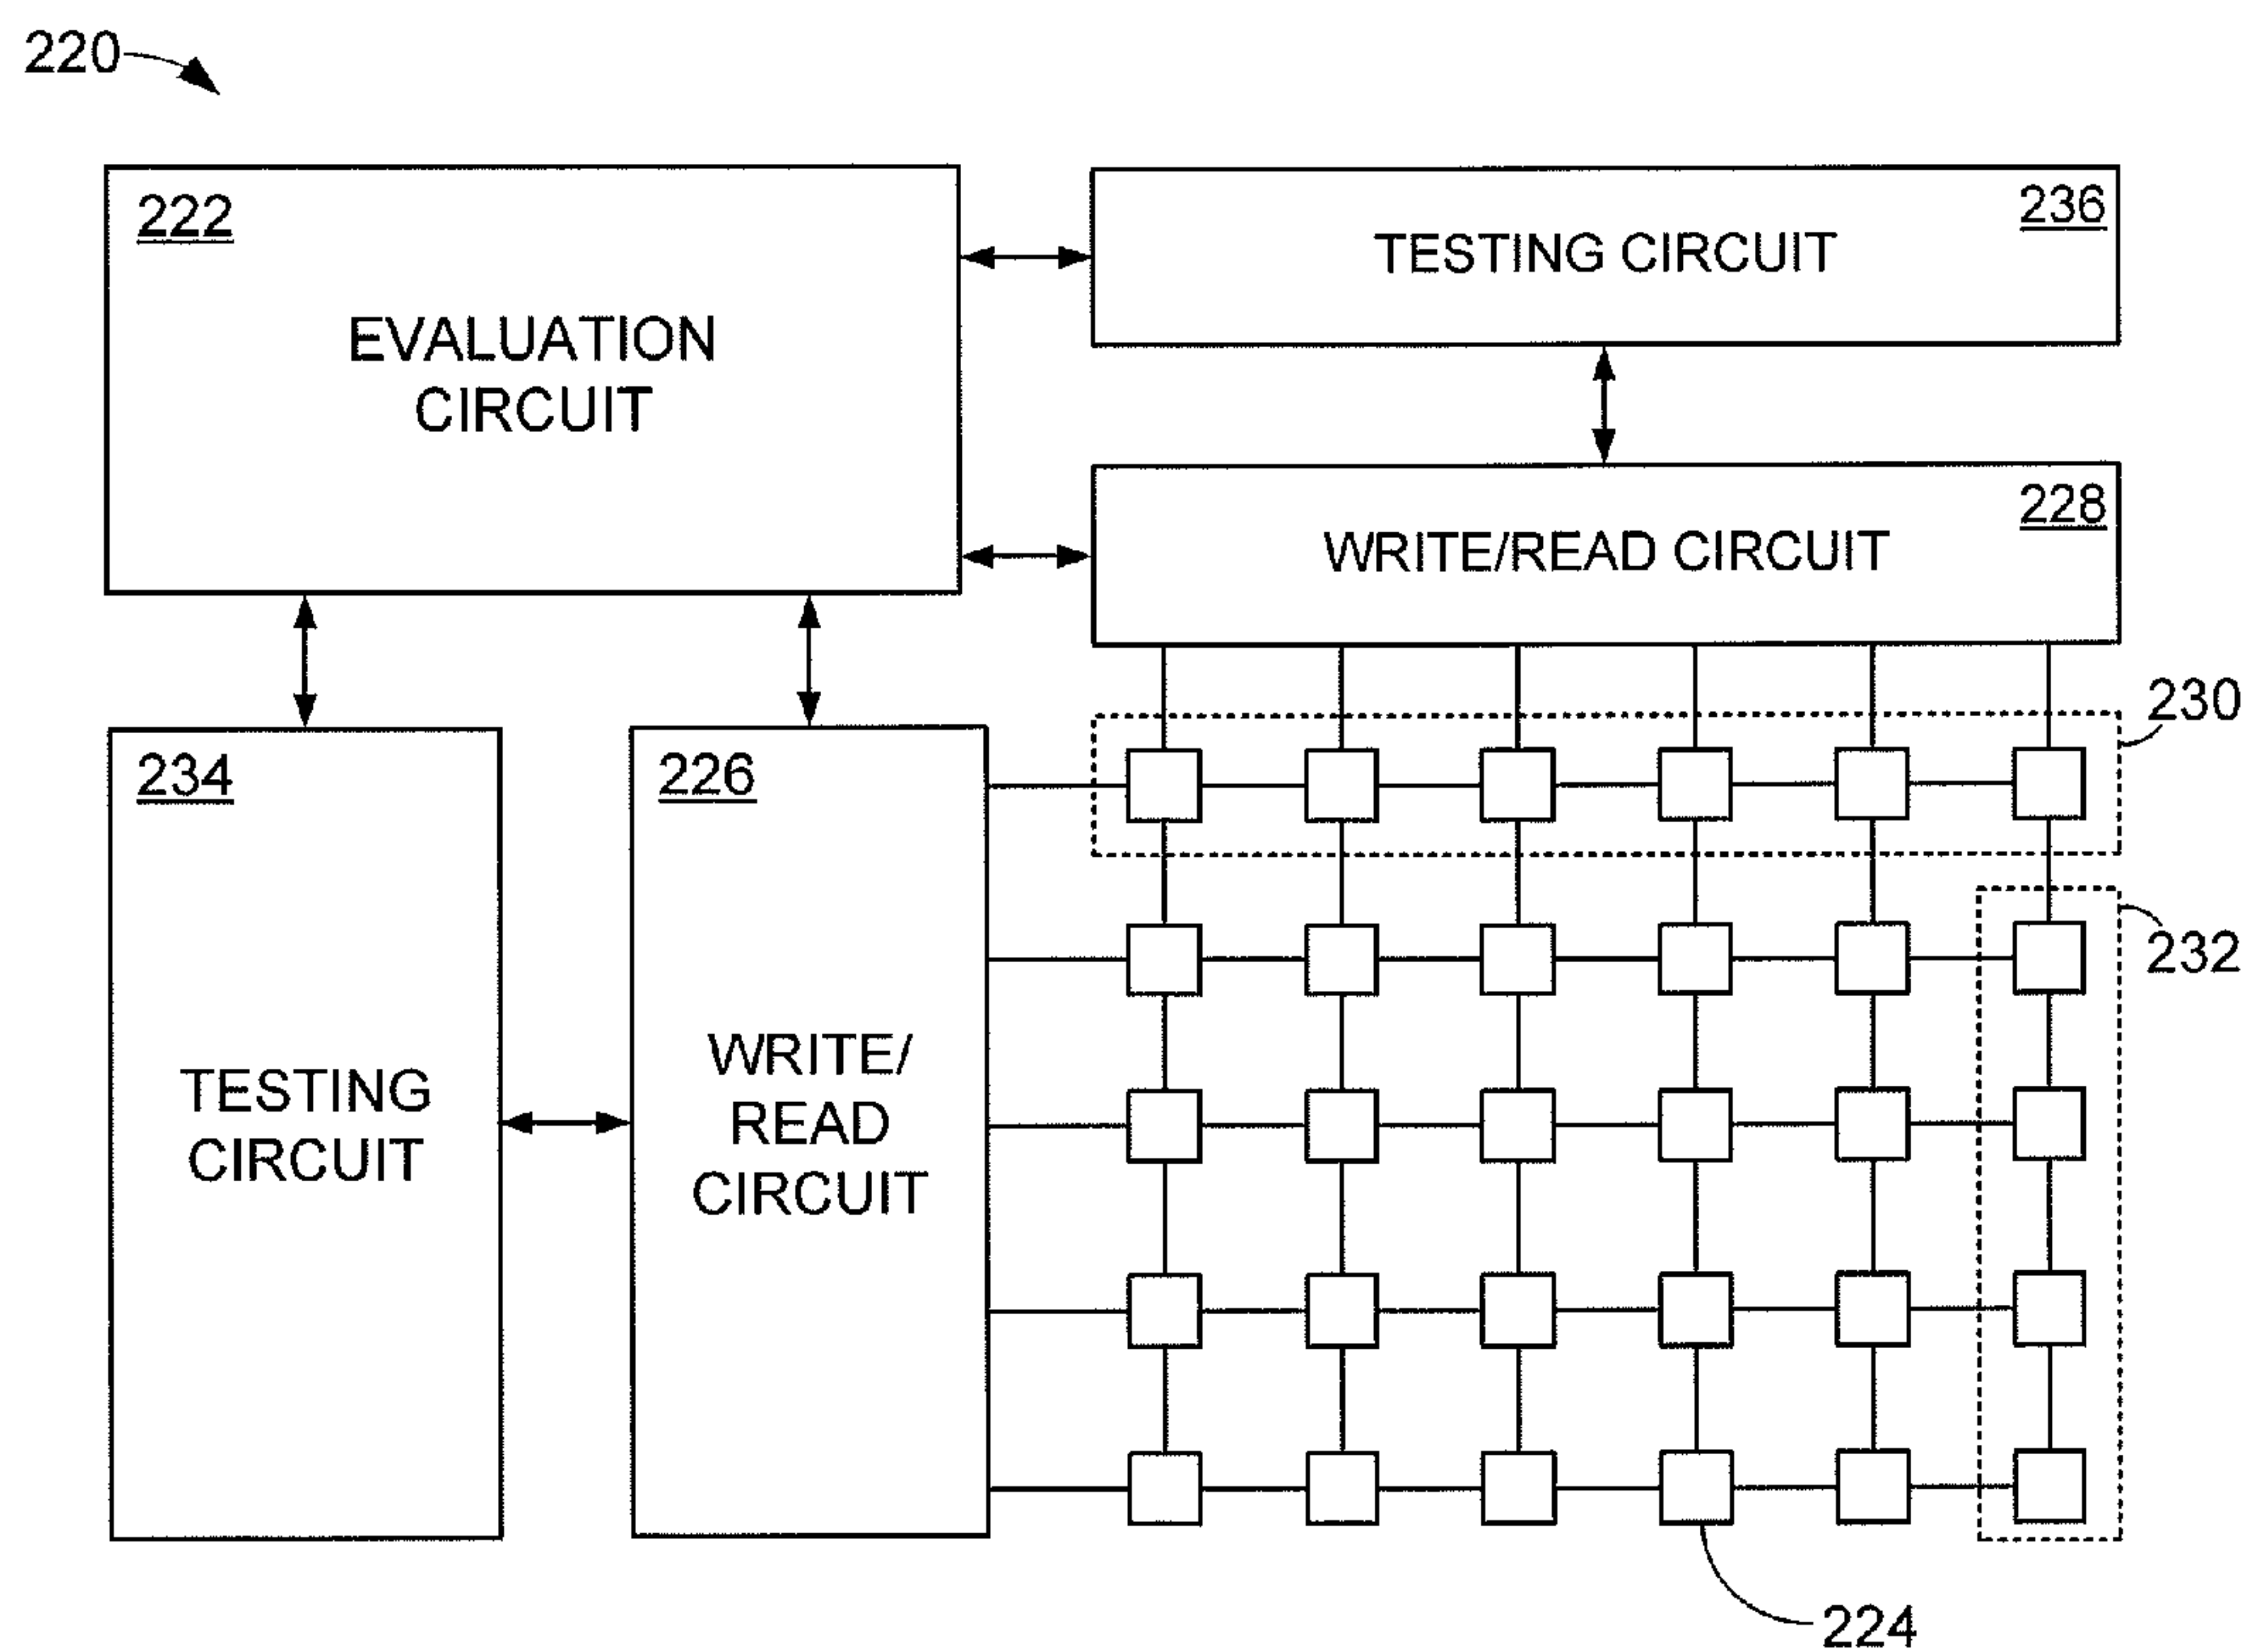 220
222
EVALUATION
CIRCUIT
236
TESTING CIRCUIT
228
WRITE/READ CIRCUIT
230
234
TESTING
CIRCUIT
226
WRITE/
READ
CIRCUIT
232
224